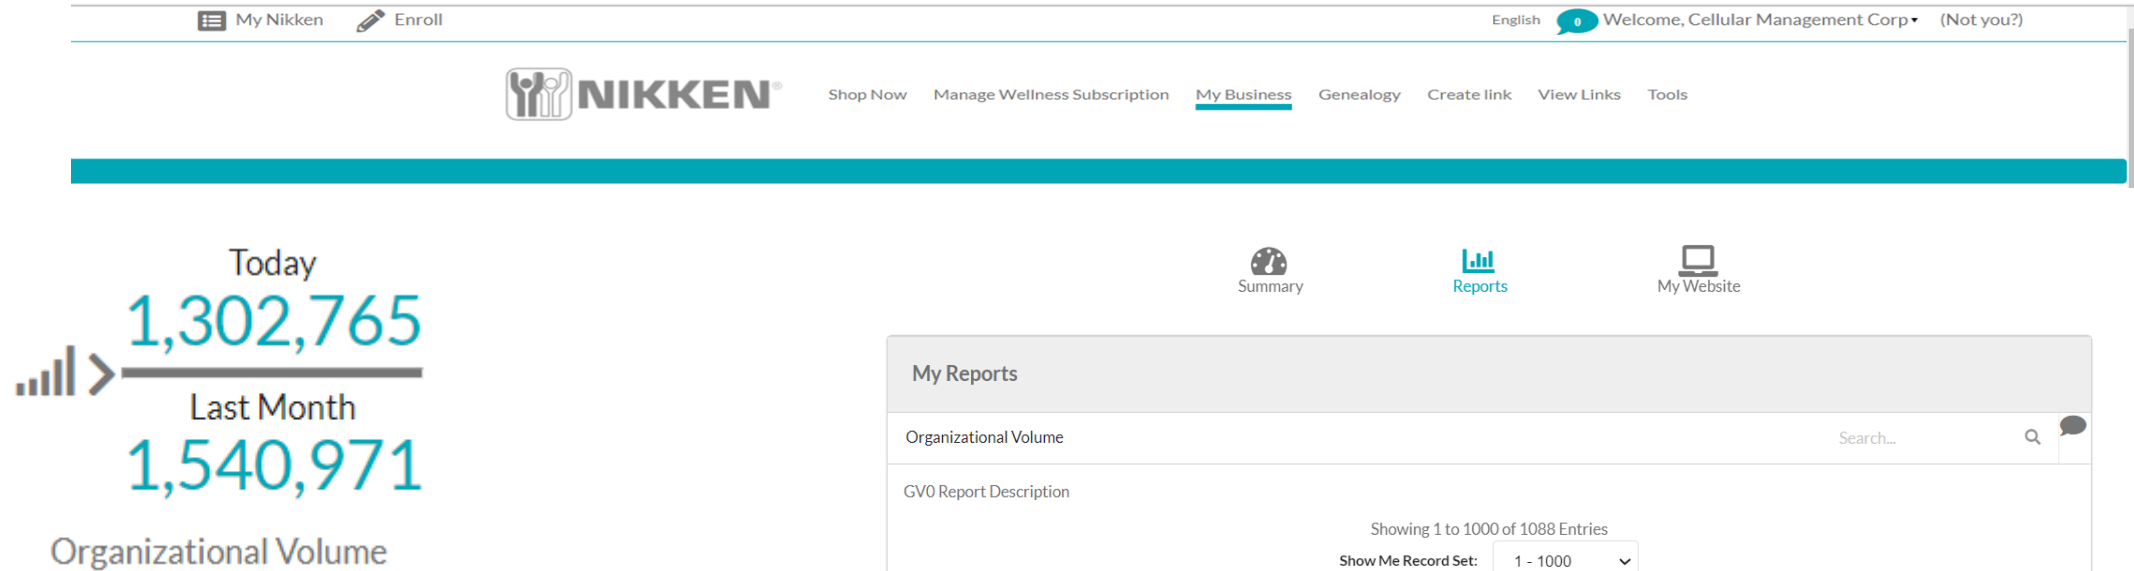 My Nikken Enroll English 0 Welcome, Cellular Management Corp (Not you?)
NIKKEN® Shop Now Manage Wellness Subscription My Business Genealogy Create link View Links Tools
Today
1,302,765
Last Month
1,540,971
Organizational Volume
Summary Reports My Website
My Reports
Organizational Volume Search...
GV0 Report Description
Showing 1 to 1000 of 1088 Entries
Show Me Record Set: 1 - 1000